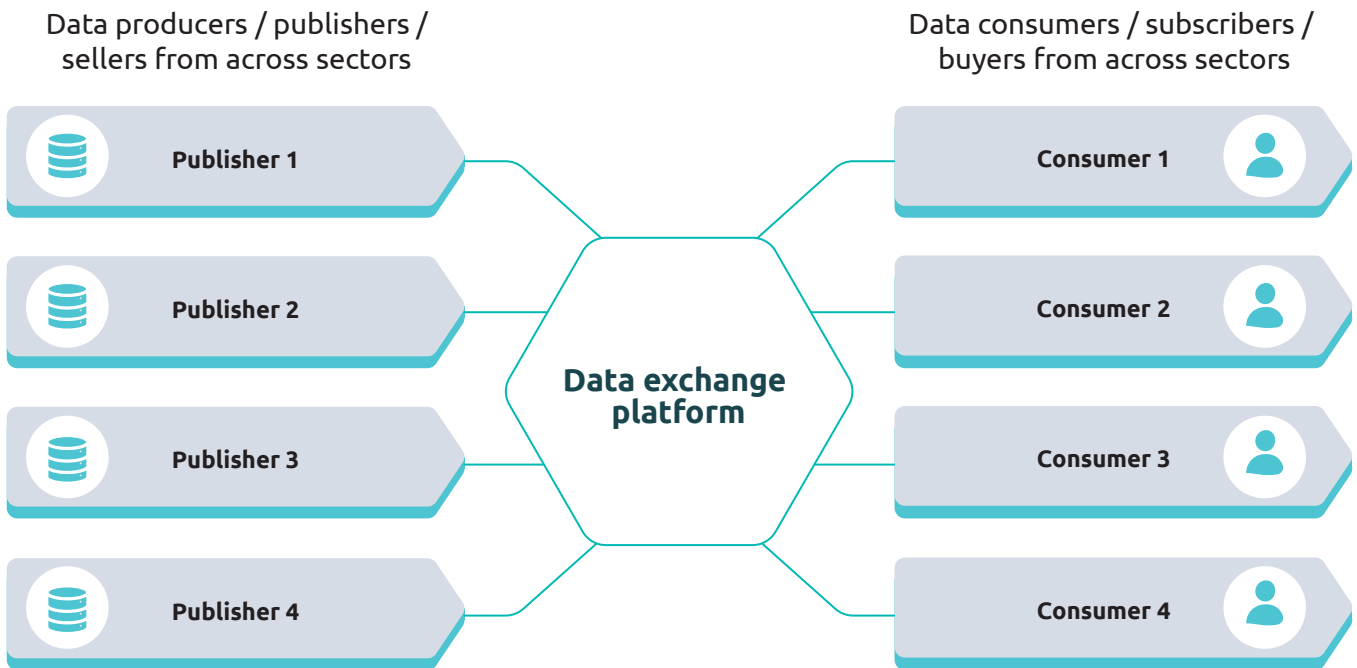 Data producers / publishers /
sellers from across sectors
Data consumers / subscribers /
buyers from across sectors
Publisher 1
Consumer 1
Publisher 2
Consumer 2
Data exchange
platform
Publisher 3
Consumer 3
Publisher 4
Consumer 4